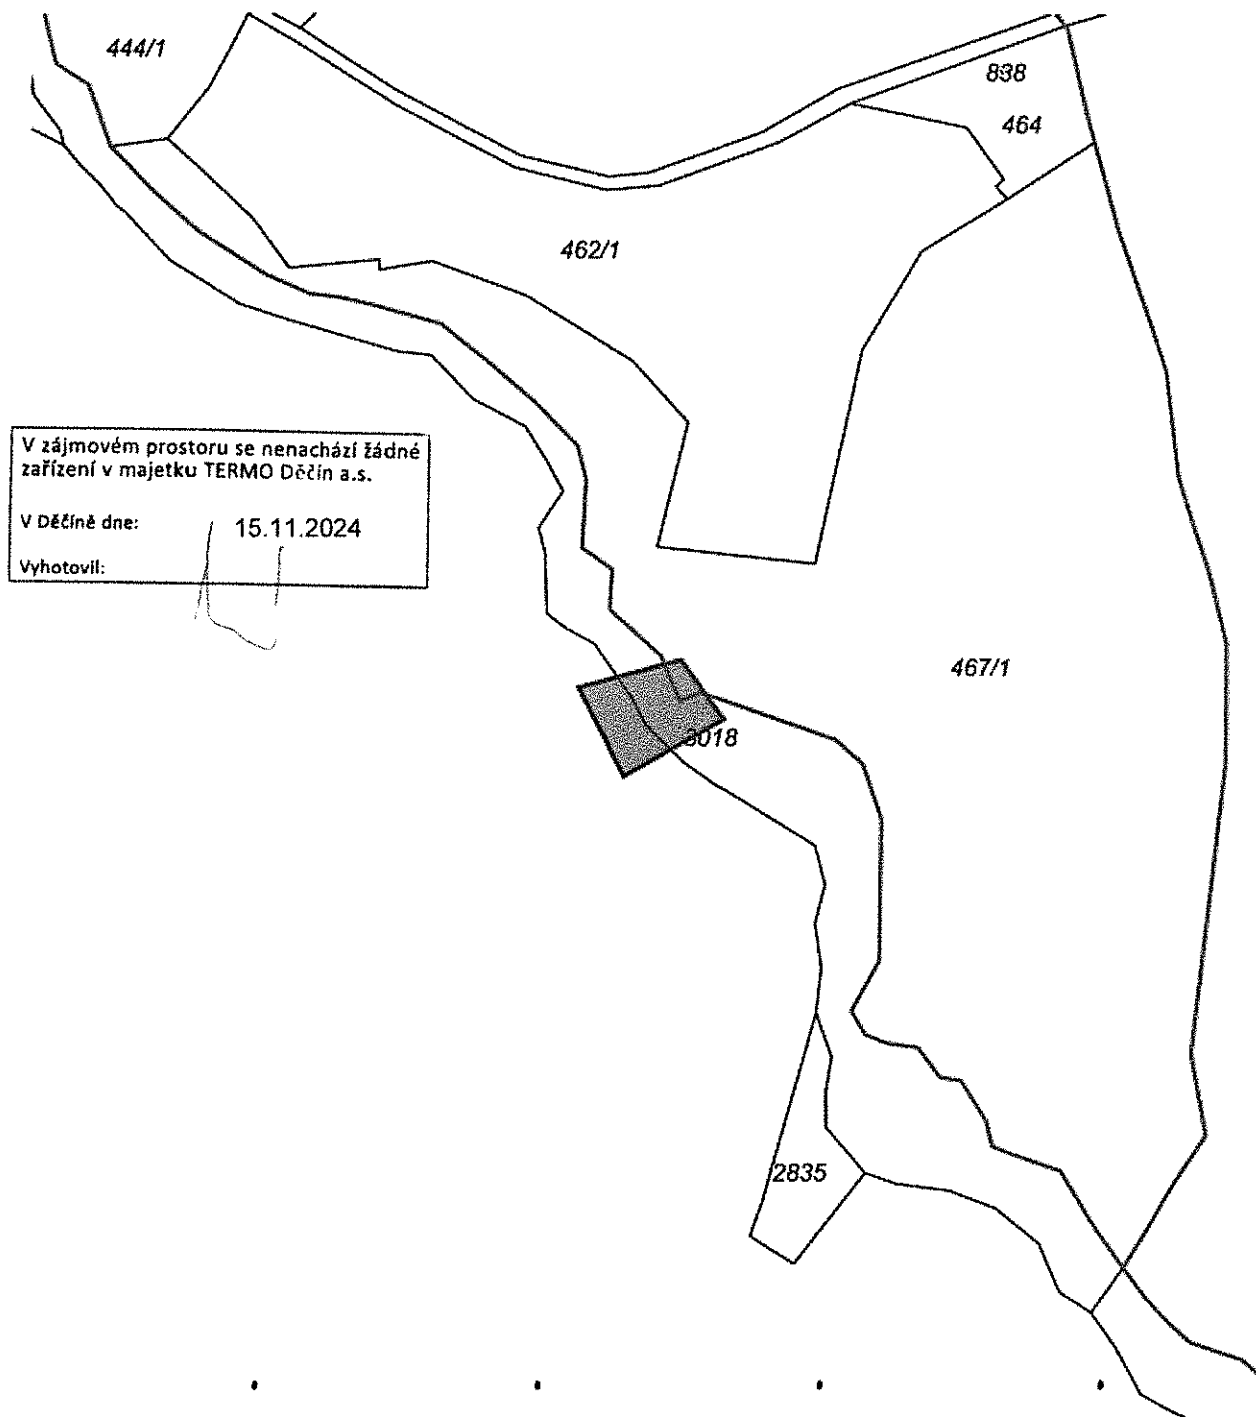 444/1
838
464
462/1
V zájmovém prostoru se nenachází žádné
zařízení v majetku TERMO Děčín a.s.
V Děčíně dne: 15.11.2024
Vyhotovil:
467/1
3018
2835